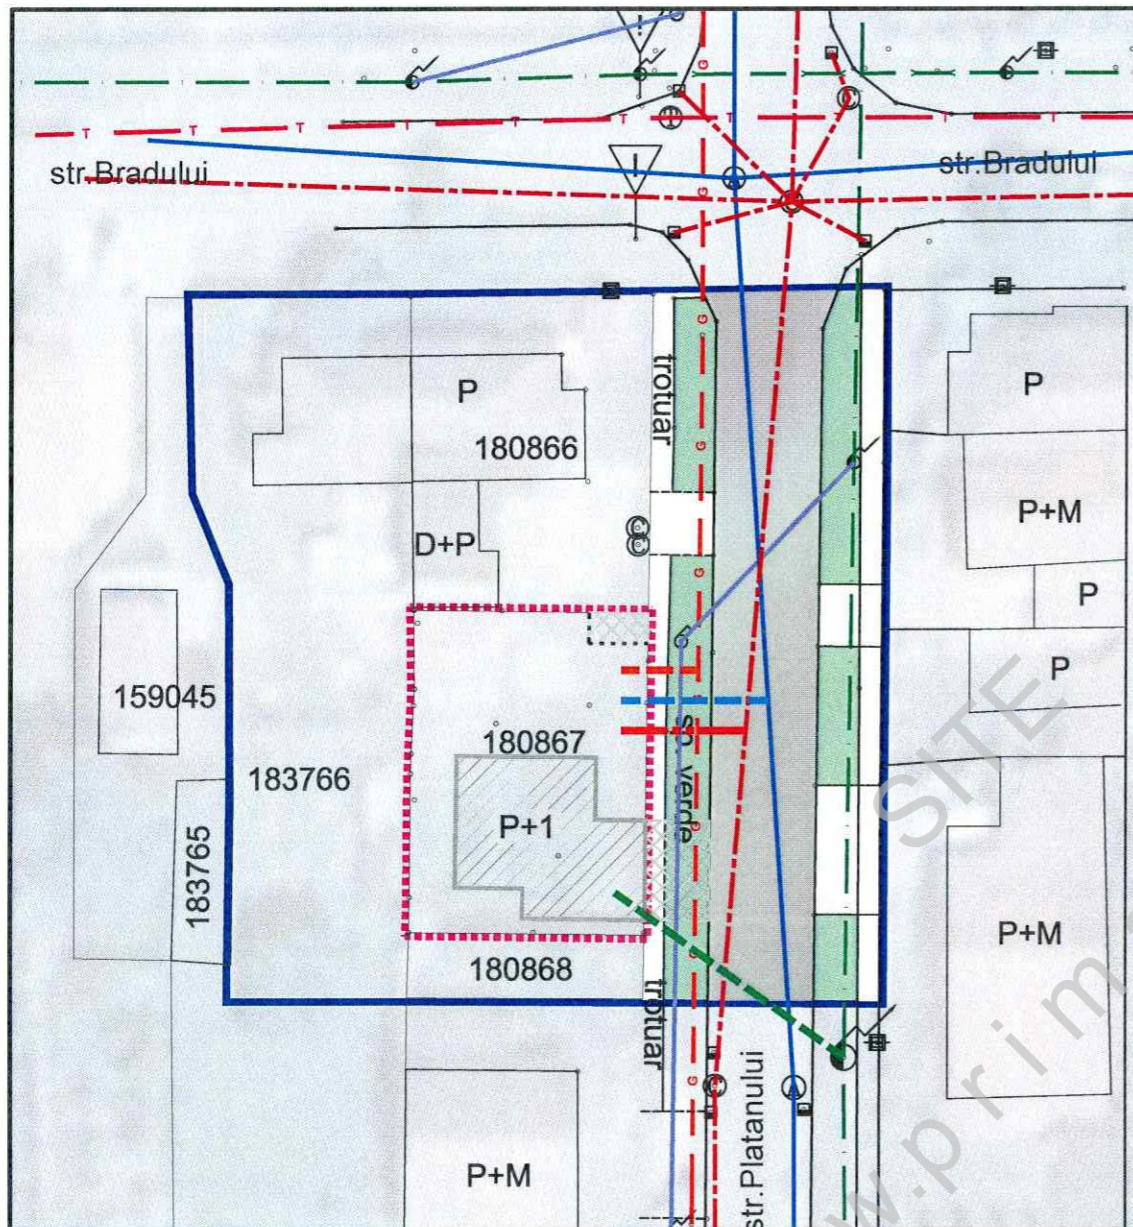 G
T T T T T T T
str.Bradului
str.Bradului
C
T
A
C
G
G
trotuar
P
180866
P
G
G
P+M
D+P
G
P
P
159045
180867
183766
sp. verde
P+1
G
183765
G
P+M
180868
trotuar
G
C
A
str.Platanului
P+M
SITE
w.prim